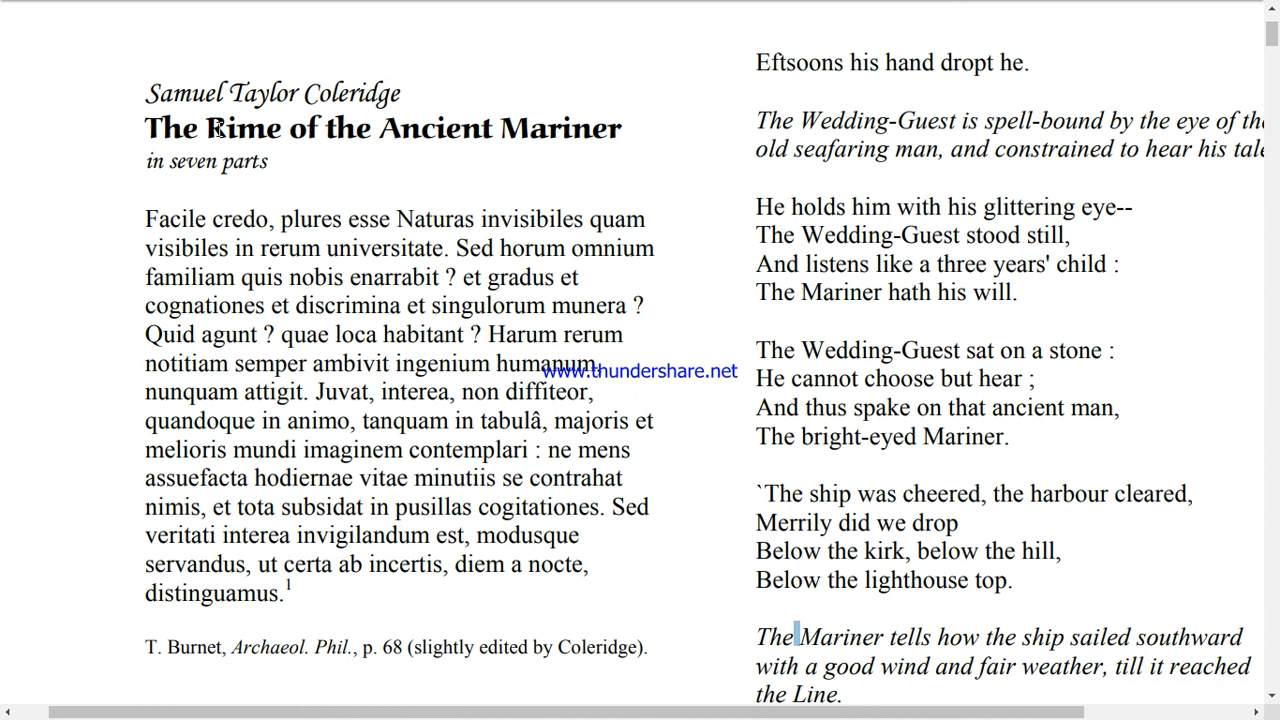 Samuel Taylor Coleridge
The Rime of the Ancient Mariner
in seven parts
Facile credo, plures esse Naturas invisibiles quam
visibiles in rerum universitate. Sed horum omnium
familiam quis nobis enarrabit ? et gradus et
cognationes et discrimina et singulorum munera ?
Quid agunt ? quae loca habitant ? Harum rerum
notitiam semper ambivit ingenium humanum,
nunquam attigit. Juvat, interea, non diffiteor,
quandoque in animo, tanquam in tabulâ, majoris et
melioris mundi imaginem contemplari : ne mens
assuefacta hodiernae vitae minutiis se contrahat
nimis, et tota subsidat in pusillas cogitationes. Sed
veritati interea invigilandum est, modusque
servandus, ut certa ab incertis, diem a nocte,
distinguamus.1
T. Burnet, Archaeol. Phil., p. 68 (slightly edited by Coleridge).
www.thundershare.net
Eftsoons his hand dropt he.
The Wedding-Guest is spell-bound by the eye of the
old seafaring man, and constrained to hear his tale
He holds him with his glittering eye--
The Wedding-Guest stood still,
And listens like a three years' child :
The Mariner hath his will.
The Wedding-Guest sat on a stone :
He cannot choose but hear ;
And thus spake on that ancient man,
The bright-eyed Mariner.
`The ship was cheered, the harbour cleared,
Merrily did we drop
Below the kirk, below the hill,
Below the lighthouse top.
The Mariner tells how the ship sailed southward
with a good wind and fair weather, till it reached
the Line.